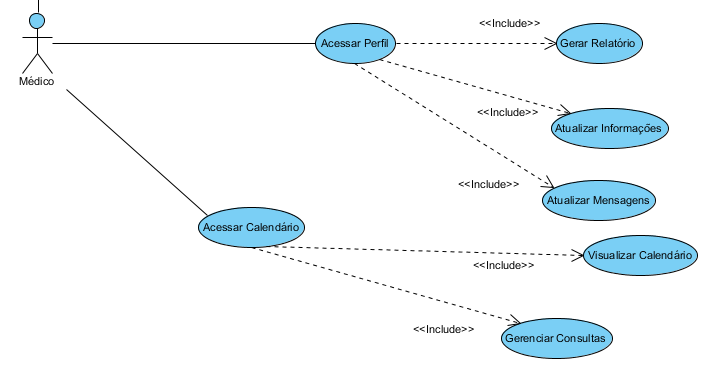 <<Include>>
Acessar Perfil
Gerar Relatório
Médico
<<Include>>
Atualizar Informações
<<Include>>
Atualizar Mensagens
Acessar Calendário
Visualizar Calendário
<<Include>>
<<Include>>
Gerenciar Consultas